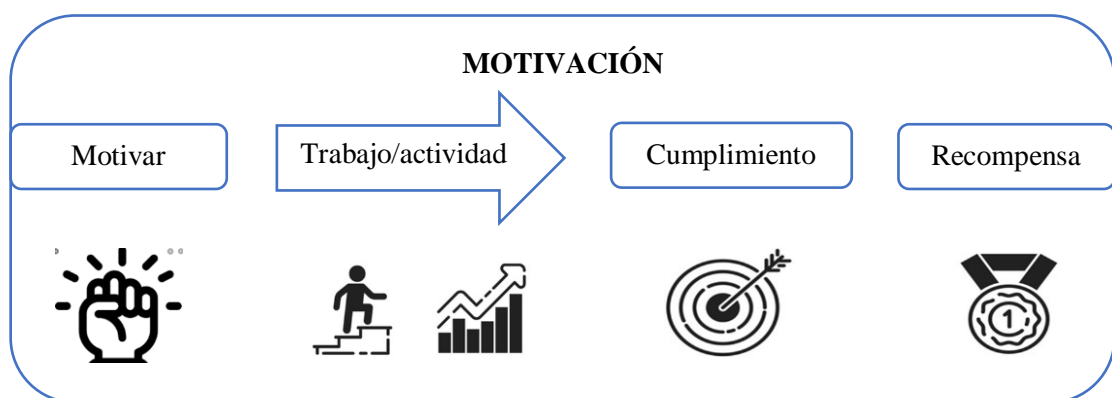 MOTIVACIÓN
Motivar
Trabajo/actividad
Cumplimiento
Recompensa
1